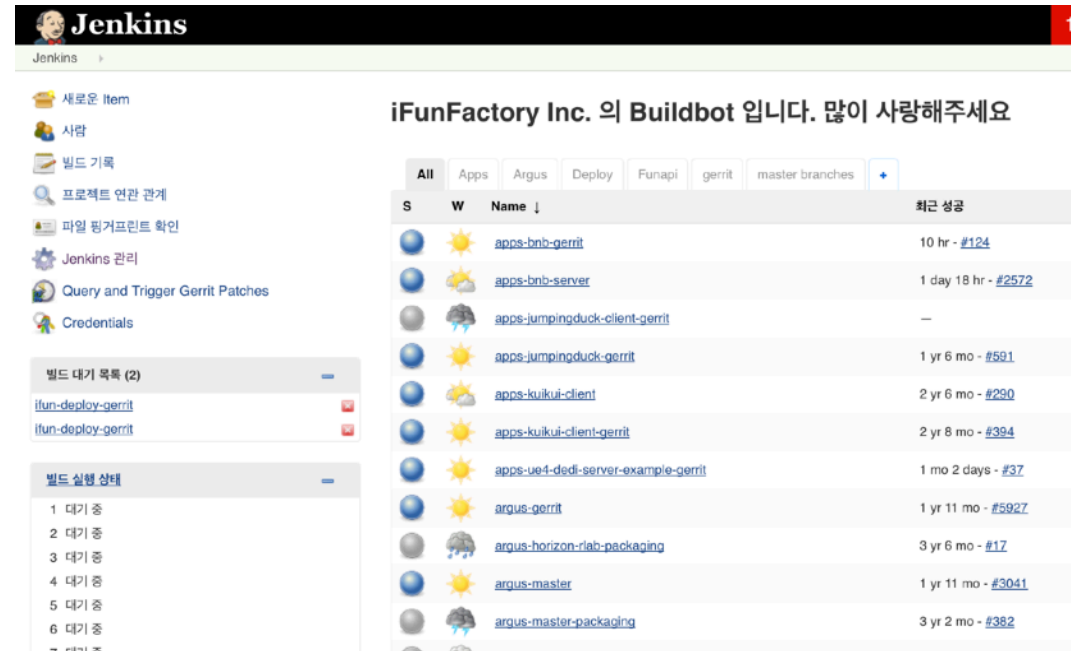 Jenkins
Jenkins
새로운 Item
사람
빌드 기록
프로젝트 연관 관계
파일 핑거프린트 확인
Jenkins 관리
Query and Trigger Gerrit Patches
Credentials
빌드 대기 목록 (2)
ifun-deploy-gerrit
ifun-deploy-gerrit
빌드 실행 상태
1 대기 중
2 대기 중
3 대기 중
4 대기 중
5 대기 중
6 대기 중
iFunFactory Inc. 의 Buildbot 입니다. 많이 사랑해주세요
All Apps Argus Deploy Funapi gerrit master branches +
S W Name ↓ 최근 성공
apps-bnb-gerrit 10 hr - #124
apps-bnb-server 1 day 18 hr - #2572
apps-jumpingduck-client-gerrit —
apps-jumpingduck-gerrit 1 yr 6 mo - #591
apps-kuikui-client 2 yr 6 mo - #290
apps-kuikui-client-gerrit 2 yr 8 mo - #394
apps-ue4-dedi-server-example-gerrit 1 mo 2 days - #37
argus-gerrit 1 yr 11 mo - #5927
argus-horizon-rlab-packaging 3 yr 6 mo - #17
argus-master 1 yr 11 mo - #3041
argus-master-packaging 3 yr 2 mo - #382